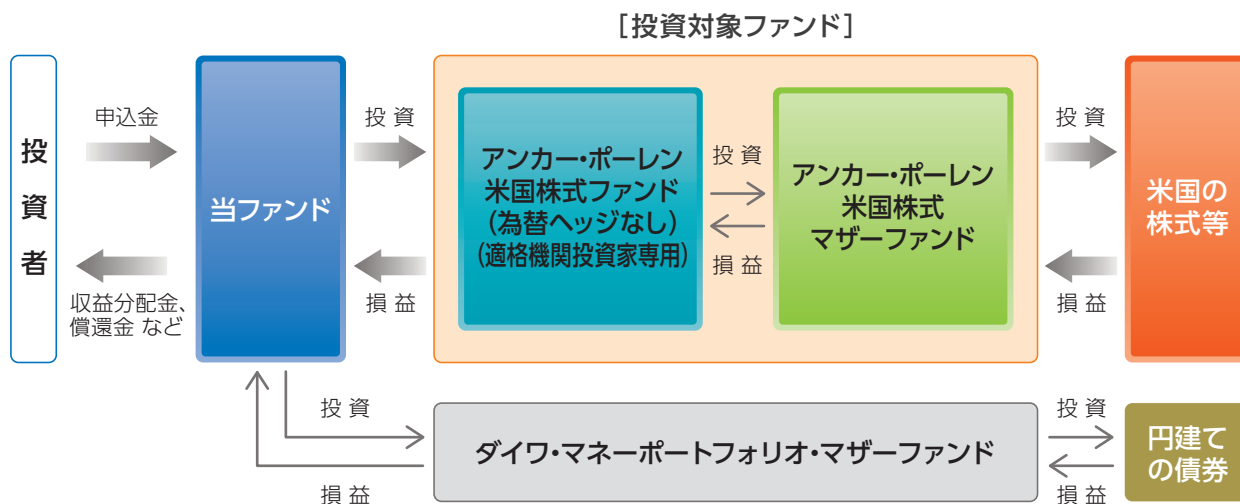 [投資対象ファンド]
投資者
申込金
収益分配金、
償還金 など
当ファンド
投 資
損 益
アンカー・ポーレン
米国株式ファンド
(為替ヘッジなし)
(適格機関投資家専用)
投 資
損 益
アンカー・ポーレン
米国株式
マザーファンド
投 資
損 益
米国の
株式等
投 資
損 益
ダイワ・マネーポートフォリオ・マザーファンド
投 資
損 益
円建て
の債券